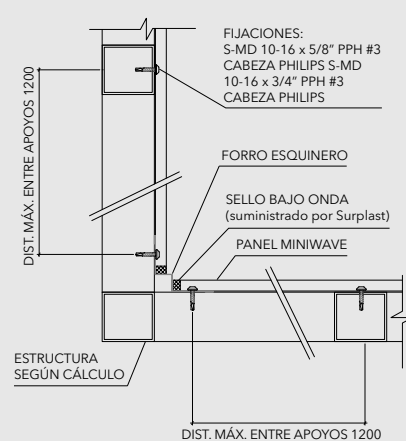 FIJACIONES:
S-MD 10-16 x 5/8" PPH #3
CABEZA PHILIPS S-MD
10-16 x 3/4" PPH #3
CABEZA PHILIPS
DIST. MÁX. ENTRE APOYOS 1200
FORRO ESQUINERO
SELLO BAJO ONDA
(suministrado por Surplast)
PANEL MINIWAVE
ESTRUCTURA
SEGÚN CÁLCULO
DIST. MÁX. ENTRE APOYOS 1200